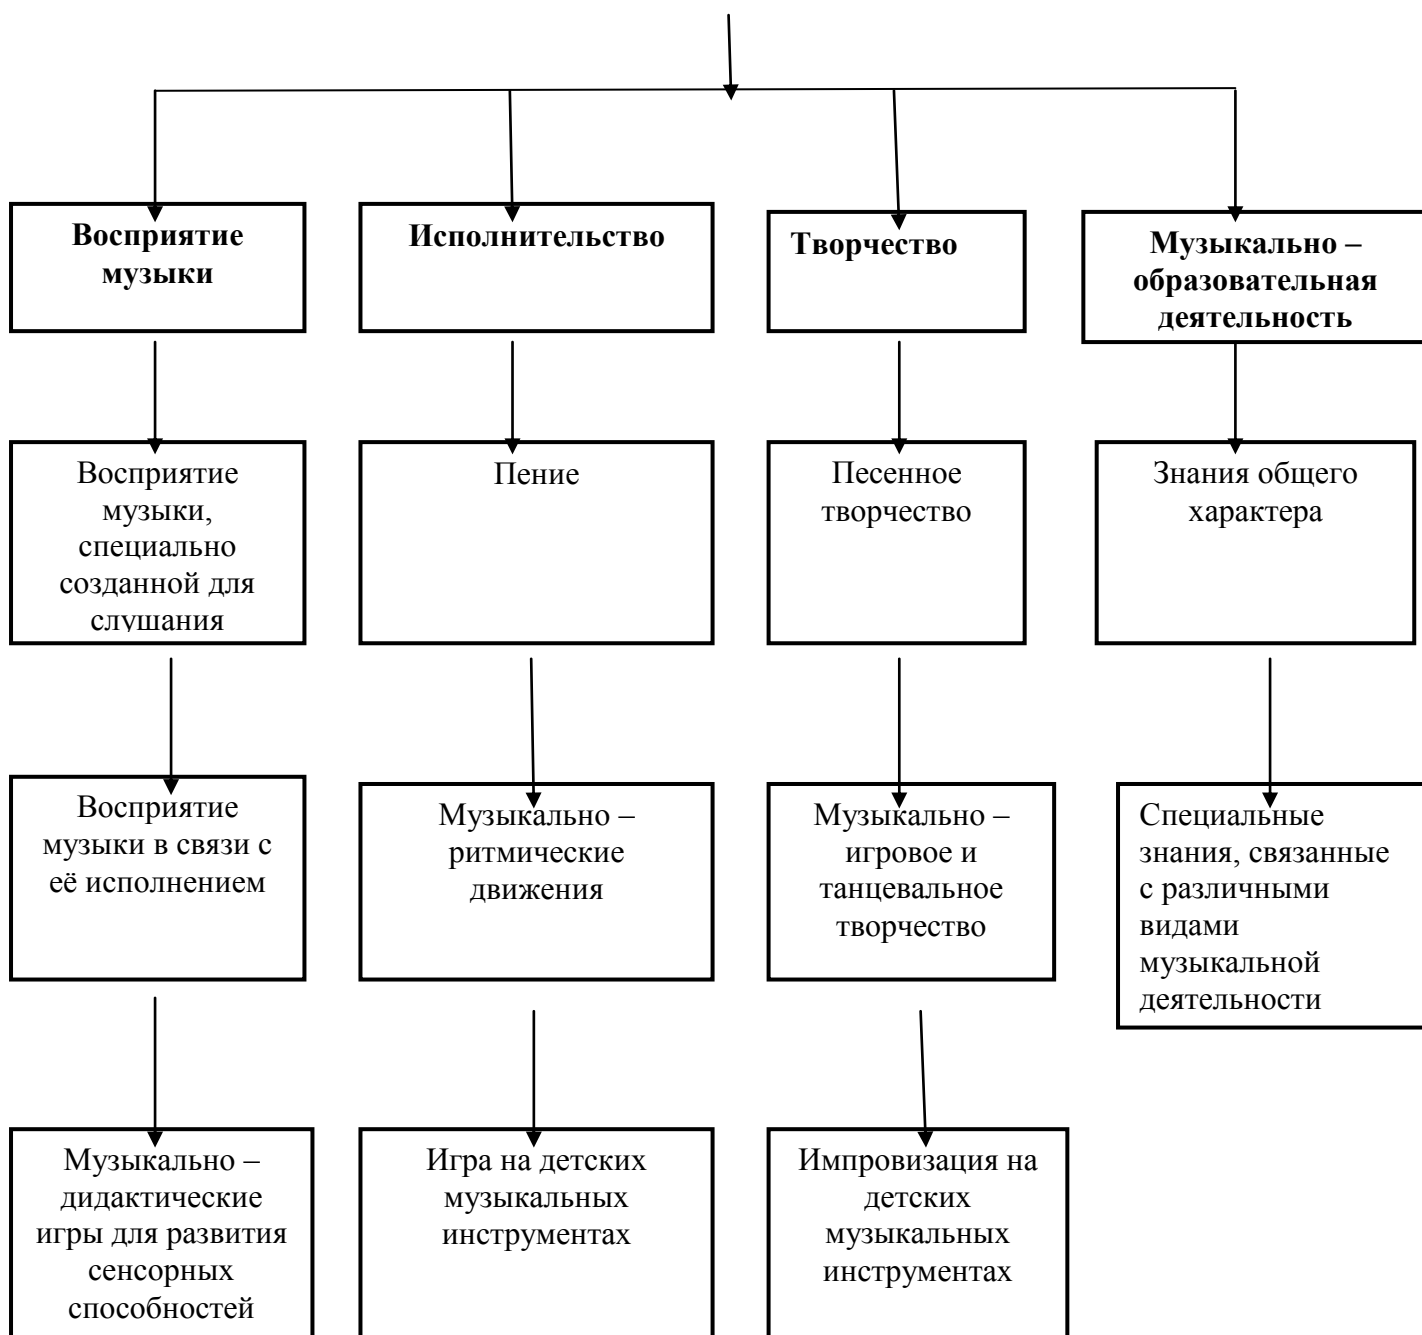 Восприятие
музыки
Исполнительство
Творчество
Музыкально –
образовательная
деятельность
Восприятие
музыки,
специально
созданной для
слушания
Пение
Песенное
творчество
Знания общего
характера
Восприятие
музыки в связи с
её исполнением
Музыкально –
ритмические
движения
Музыкально –
игровое и
танцевальное
творчество
Специальные
знания, связанные
с различными
видами
музыкальной
деятельности
Музыкально –
дидактические
игры для развития
сенсорных
способностей
Игра на детских
музыкальных
инструментах
Импровизация на
детских
музыкальных
инструментах